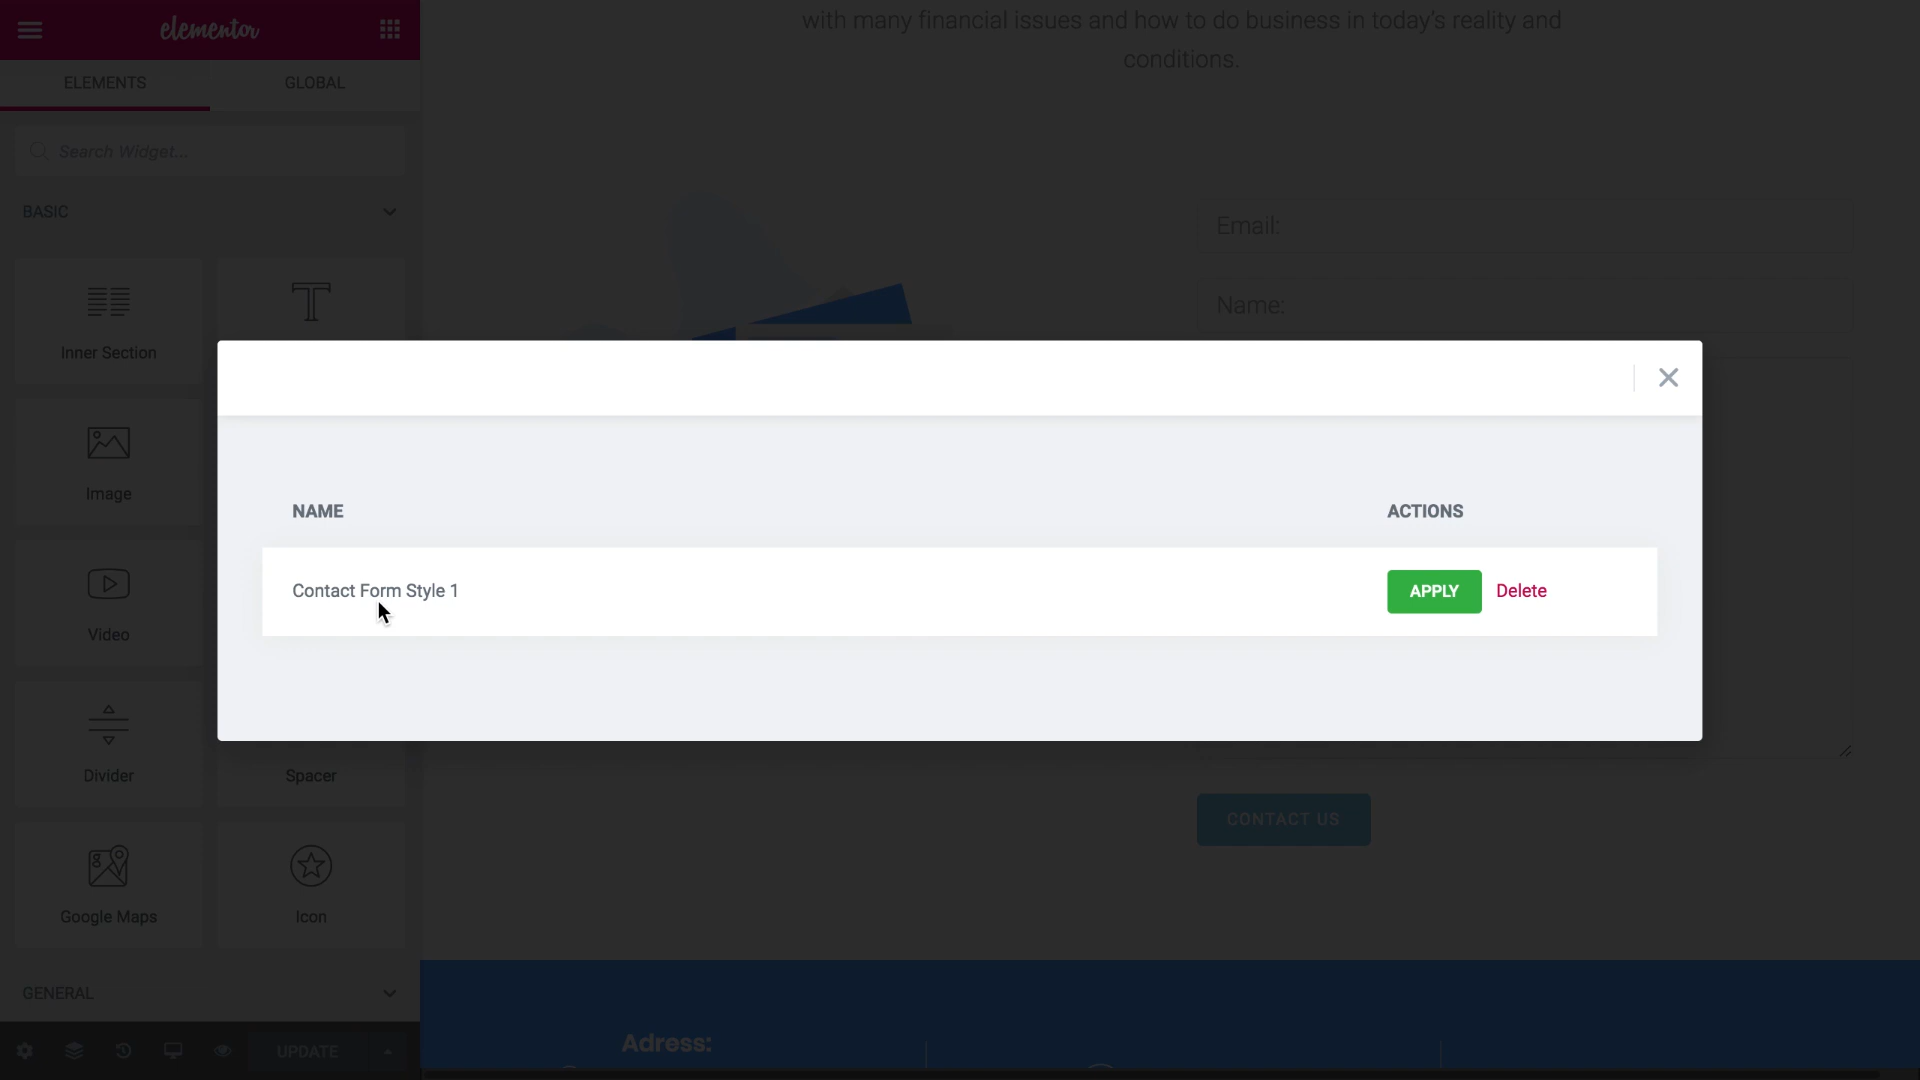 elementor
ELEMENTS
GLOBAL
Search Widget...
BASIC
Inner Section
Image
Video
Divider
Spacer
Google Maps
Icon
GENERAL
UPDATE
with many financial issues and how to do business in today's reality and
conditions.
Email:
Name:
NAME
ACTIONS
Contact Form Style 1
APPLY
Delete
CONTACT US
Adress: